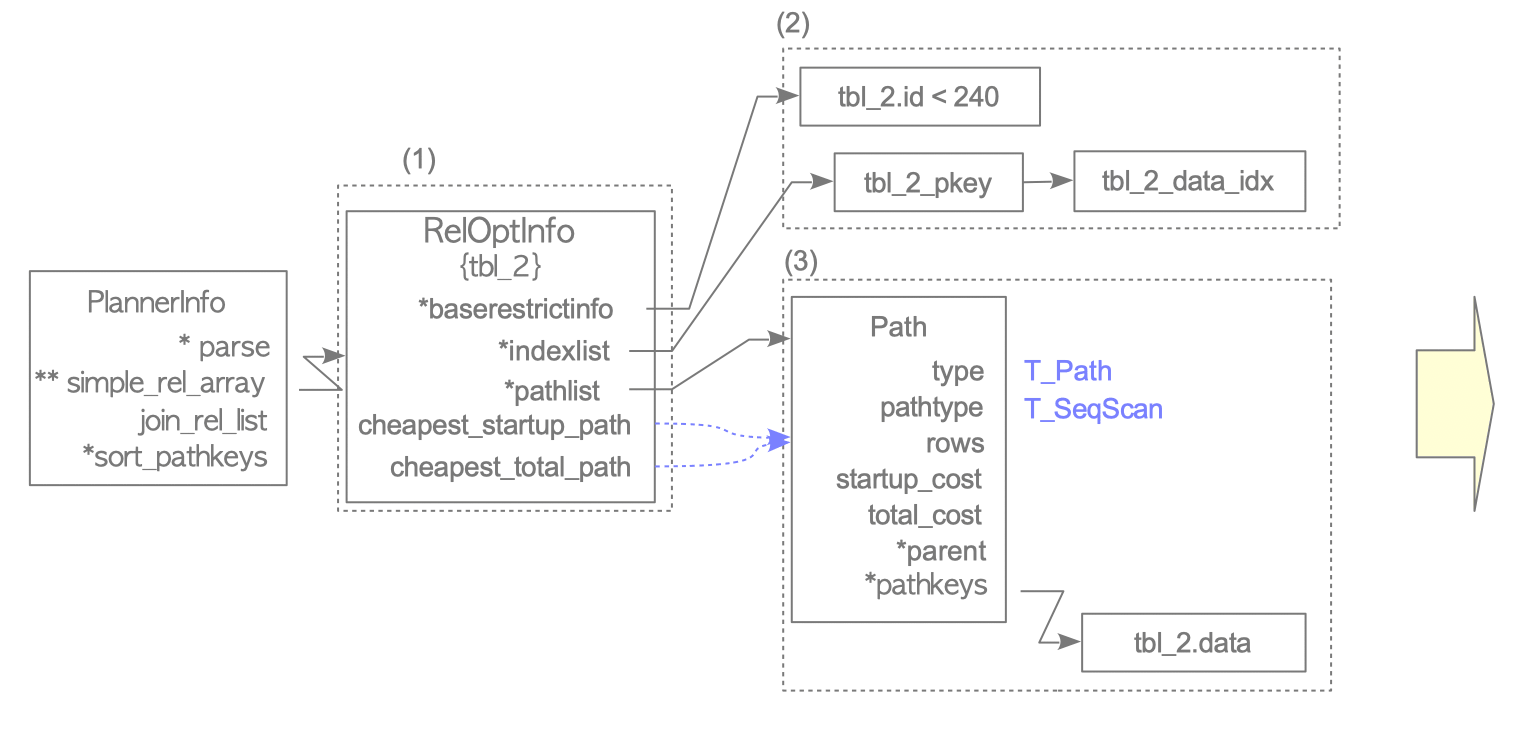 (1)
(2)
tbl_2.id < 240
tbl_2_pkey
tbl_2_data_idx
PlannerInfo
* parse
** simple_rel_array
join_rel_list
*sort_pathkeys
RelOptInfo
{tbl_2}
*baserestrictinfo
*indexlist
*pathlist
cheapest_startup_path
cheapest_total_path
(3)
Path
type T_Path
pathtype T_SeqScan
rows
startup_cost
total_cost
*parent
*pathkeys
tbl_2.data